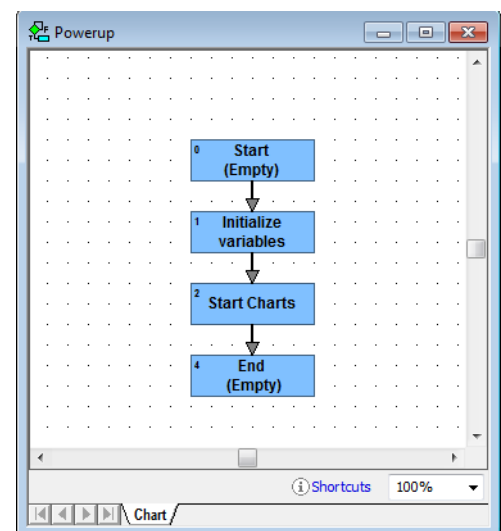 Powerup
0 Start
(Empty)
1 Initialize
variables
2 Start Charts
4 End
(Empty)
Shortcuts 100%
Chart